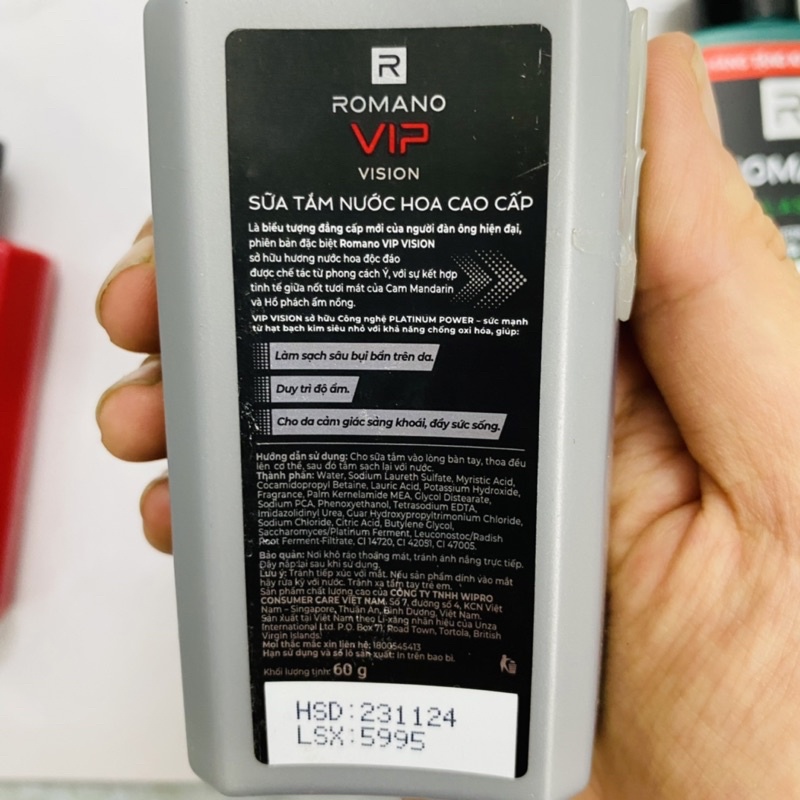 R
ROMANO
VIP
VISION
SỮA TẮM NƯỚC HOA CAO CẤP
Là biểu tượng đẳng cấp mới của người đàn ông hiện đại,
phiên bản đặc biệt Romano VIP VISION
sở hữu hương nước hoa độc đáo
được chế tác từ phong cách Ý, với sự kết hợp
tinh tế giữa nốt tươi mát của Cam Mandarin
và Hổ phách ấm nồng.
VIP VISION sở hữu Công nghệ PLATINUM POWER – sức mạnh
từ hạt bạch kim siêu nhỏ với khả năng chống oxi hóa, giúp:
Làm sạch sâu bụi bẩn trên da.
Duy trì độ ẩm.
Cho da cảm giác sảng khoái, đầy sức sống.
Hướng dẫn sử dụng: Cho sữa tắm vào lòng bàn tay, thoa đều
lên cơ thể, sau đó tắm sạch lại với nước.
Thành phần: Water, Sodium Laureth Sulfate, Myristic Acid,
Cocamidopropyl Betaine, Lauric Acid, Potassium Hydroxide,
Fragrance, Palm Kernelamide MEA, Glycol Distearate,
Sodium PCA, Phenoxyethanol, Tetrasodium EDTA,
Imidazolidinyl Urea, Guar Hydroxypropyltrimonium Chloride,
Sodium Chloride, Citric Acid, Butylene Glycol,
Saccharomyces/Platinum Ferment, Leuconostoc/Radish
Root Ferment-Filtrate, CI 14720, CI 42051, CI 47005.
Bảo quản: Nơi khô ráo thoáng mát, tránh ánh nắng trực tiếp.
Đậy nắp lại sau khi sử dụng.
Lưu ý: Tránh tiếp xúc với mắt. Nếu sản phẩm dính vào mắt
hãy rửa kỹ với nước. Tránh xa tầm tay trẻ em.
Sản phẩm chất lượng cao của CÔNG TY TNHH WIPRO
CONSUMER CARE VIỆT NAM: Số 7, đường số 4, KCN Việt
Nam – Singapore, Thuận An, Bình Dương, Việt Nam.
Sản xuất tại Việt Nam theo Li-xăng nhãn hiệu của Unza
International Ltd. P.O. Box 71, Road Town, Tortola, British
Virgin Islands.
Mọi thắc mắc xin liên hệ: 1800545413
Hạn sử dụng và số lô sản xuất: In trên bao bì.
Khối lượng tịnh: 60 g
HSD:231124
LSX:5995